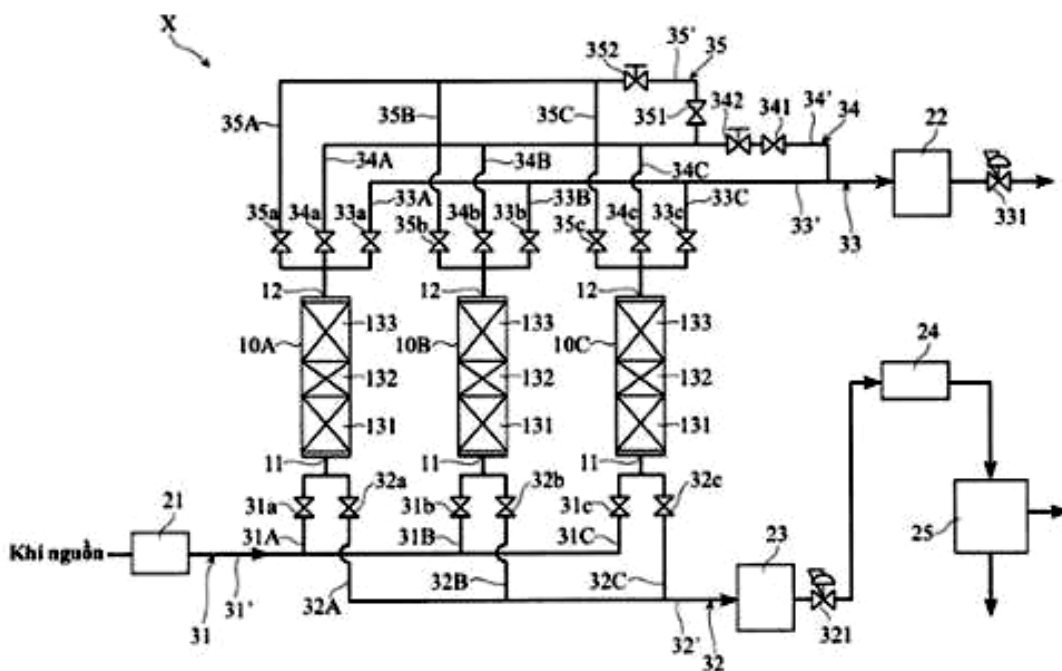 X
352 35' 35
35A 35B 35C 351 342 341 34' 34 22
34A 34B 34C
33A 33B 33C 33' 33 331
35a 34a 33a 35b 34b 33b 35c 34c 33c
12 12 12
10A 133 10B 133 10C 133
132 132 132
131 131 131
24
11 11 11
31a 32a 31b 32b 31c 32c
21 25
Khí nguồn 31A 31B 31C 23
32A 32B 32C
31 31' 32' 32 321